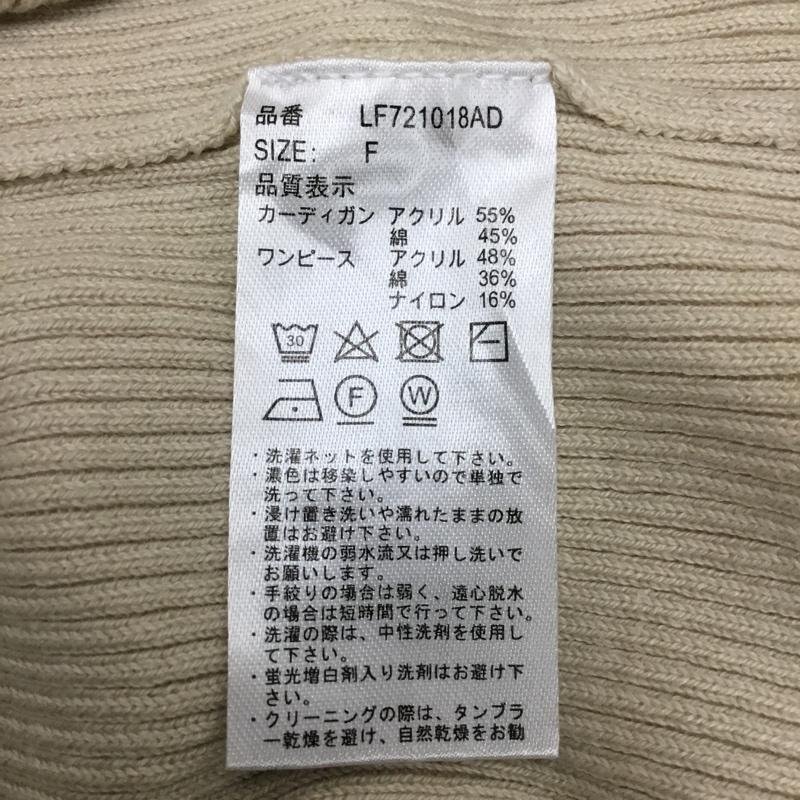 品番 LF721018AD
SIZE: F
品質表示
カーディガン アクリル 55%
綿 45%
ワンピース アクリル 48%
綿 36%
ナイロン 16%
30
F W
・洗濯ネットを使用して下さい。
・濃色は移染しやすいので単独で
洗って下さい。
・浸け置き洗いや濡れたままの放
置はお避け下さい。
・洗濯機の弱水流又は押し洗いで
お願いします。
・手絞りの場合は弱く、遠心脱水
の場合は短時間で行って下さい。
・洗濯の際は、中性洗剤を使用し
て下さい。
・蛍光増白剤入り洗剤はお避け下
さい。
・クリーニングの際は、タンブラ
ー乾燥を避け、自然乾燥をお勧